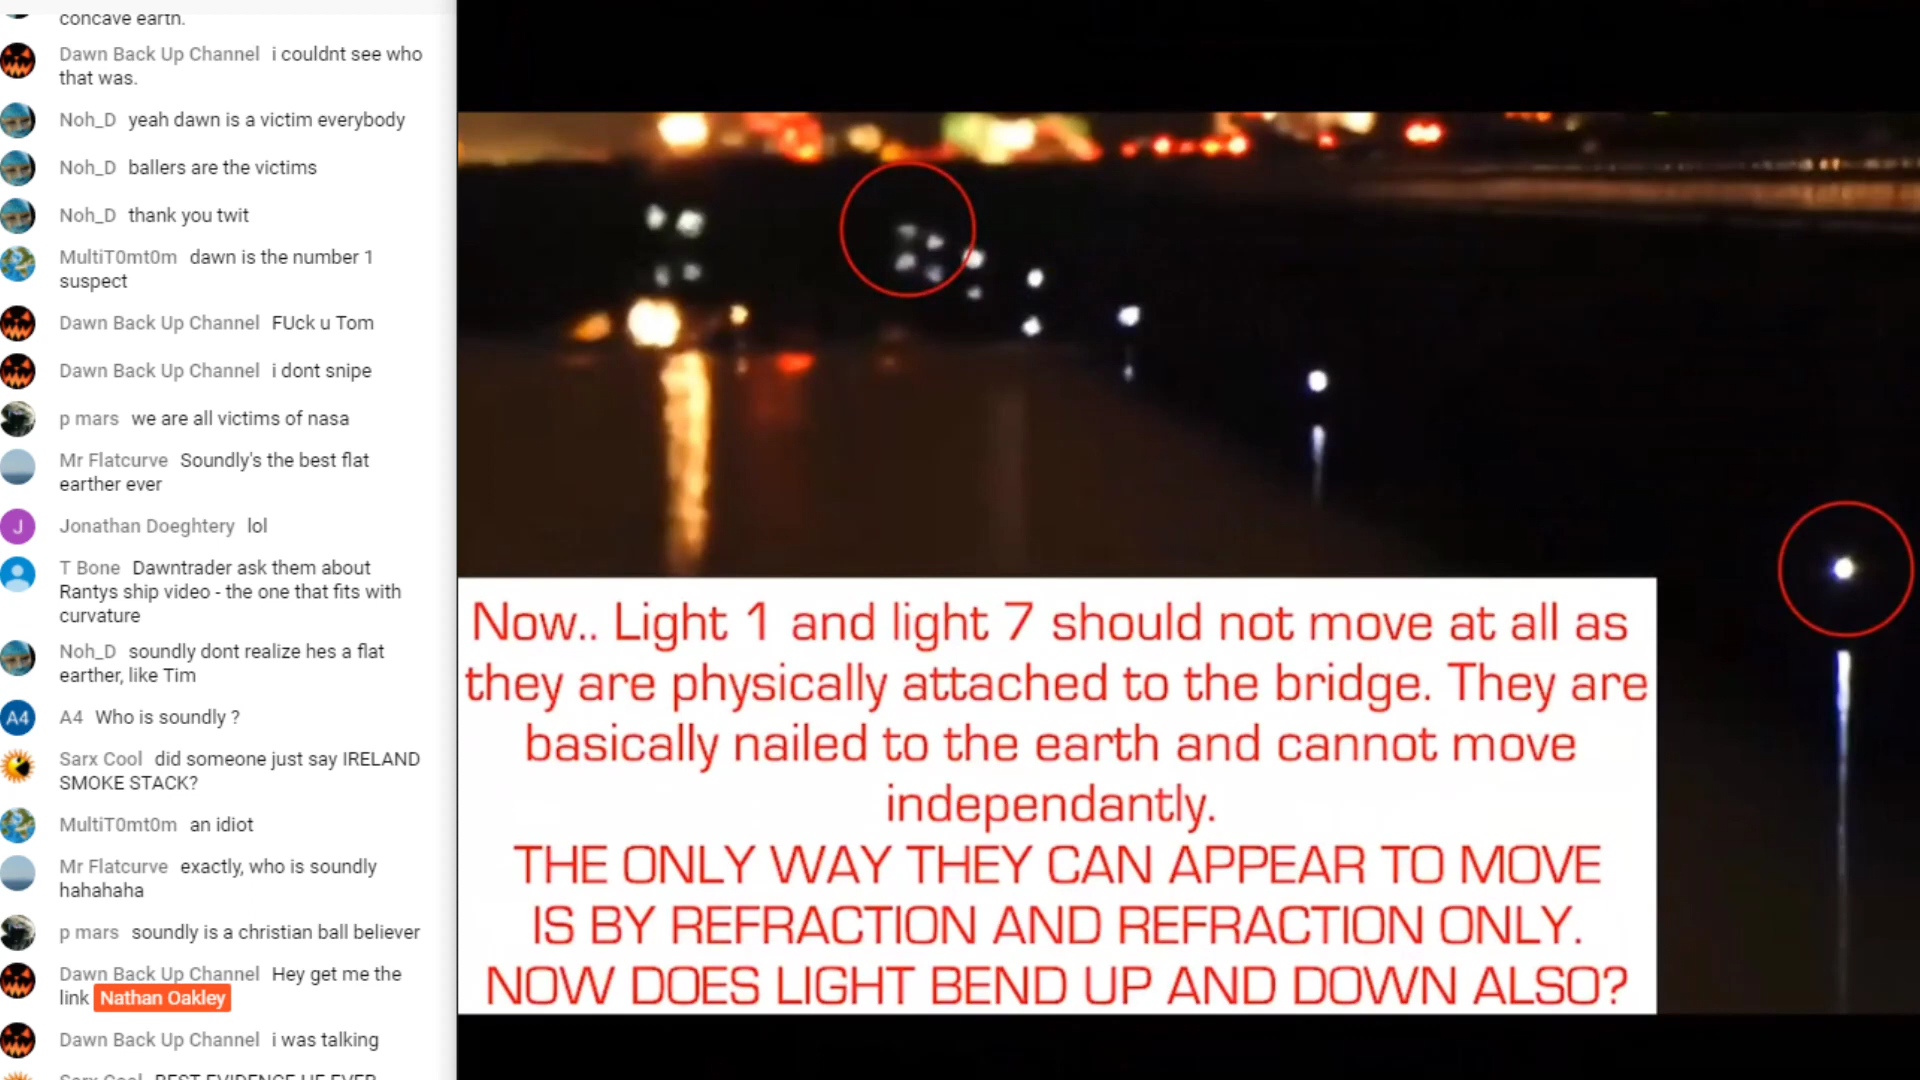 concave earth.
Dawn Back Up Channel i couldnt see who
that was.
Noh_D yeah dawn is a victim everybody
Noh_D ballers are the victims
Noh_D thank you twit
MultiT0mt0m dawn is the number 1
suspect
Dawn Back Up Channel FUck u Tom
Dawn Back Up Channel i dont snipe
p mars we are all victims of nasa
Mr Flatcurve Soundly's the best flat
earther ever
J Jonathan Doeghtery lol
T Bone Dawntrader ask them about
Rantys ship video - the one that fits with
curvature
Noh_D soundly dont realize hes a flat
earther, like Tim
A4 A4 Who is soundly ?
Sarx Cool did someone just say IRELAND
SMOKE STACK?
MultiT0mt0m an idiot
Mr Flatcurve exactly, who is soundly
hahahaha
p mars soundly is a christian ball believer
Dawn Back Up Channel Hey get me the
link Nathan Oakley
Dawn Back Up Channel i was talking
Sarx Cool BEST EVIDENCE UF EVER
Now.. Light 1 and light 7 should not move at all as
they are physically attached to the bridge. They are
basically nailed to the earth and cannot move
independantly.
THE ONLY WAY THEY CAN APPEAR TO MOVE
IS BY REFRACTION AND REFRACTION ONLY.
NOW DOES LIGHT BEND UP AND DOWN ALSO?